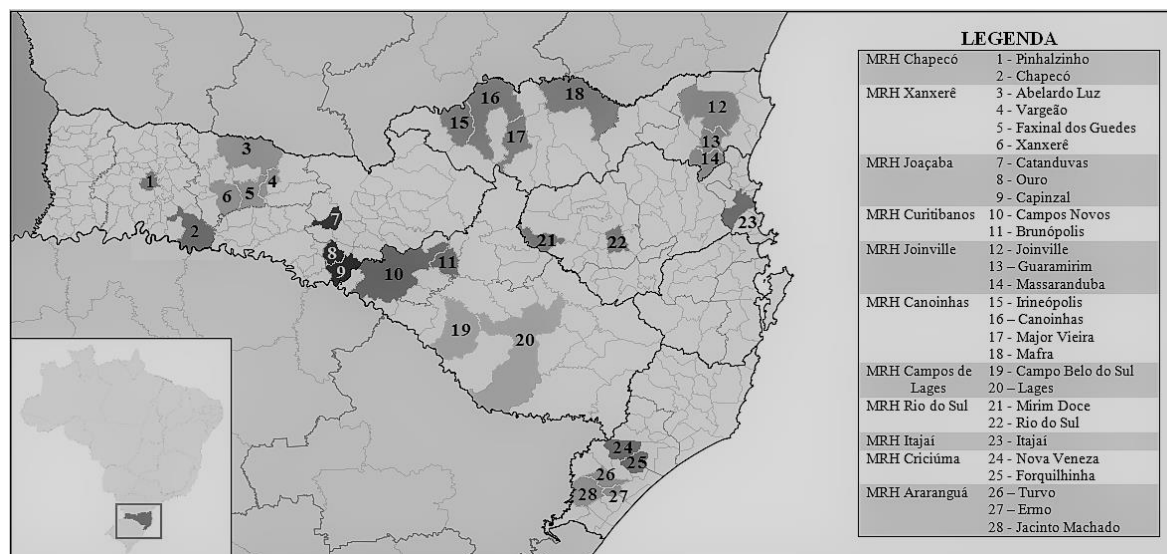 LEGENDA
MRH Chapecó 1 - Pinhalzinho
2 - Chapecó
MRH Xanxerê 3 - Abelardo Luz
4 - Vargeão
5 - Faxinal dos Guedes
6 - Xanxerê
MRH Joaçaba 7 - Catanduvas
8 - Ouro
9 - Capinzal
MRH Curitibanos 10 - Campos Novos
11 - Brunópolis
MRH Joinville 12 - Joinville
13 - Guaramirim
14 - Massaranduba
MRH Canoinhas 15 - Irineópolis
16 – Canoinhas
17 - Major Vieira
18 - Mafra
MRH Campos de 19 - Campo Belo do Sul
Lages 20 – Lages
MRH Rio do Sul 21 - Mirim Doce
22 - Rio do Sul
MRH Itajaí 23 - Itajaí
MRH Criciúma 24 - Nova Veneza
25 - Forquilhinha
MRH Araranguá 26 – Turvo
27 – Ermo
28 - Jacinto Machado
16
18
12
15
17
13
14
3
1
6
5
4
2
7
23
21
22
8
9
10
11
19
20
24
25
26
28
27